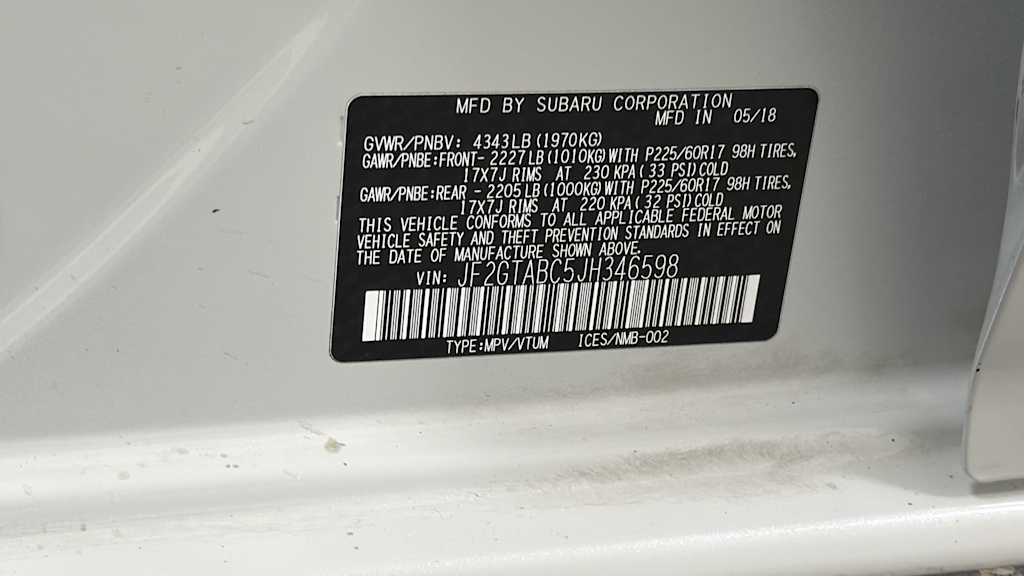 MFD BY SUBARU CORPORATION
MFD IN 05/18
GVWR/PNBV: 4343LB(1970KG)
GAWR/PNBE:FRONT- 2227LB(1010KG)WITH P225/60R17 98H TIRES,
17X7J RIMS AT 230 KPA(33 PSI)COLD
GAWR/PNBE:REAR - 2205LB(1000KG)WITH P225/60R17 98H TIRES,
17X7J RIMS AT 220 KPA(32 PSI)COLD
THIS VEHICLE CONFORMS TO ALL APPLICABLE FEDERAL MOTOR
VEHICLE SAFETY AND THEFT PREVENTION STANDARDS IN EFFECT ON
THE DATE OF MANUFACTURE SHOWN ABOVE.
VIN: JF2GTABC5JH346598
TYPE:MPV/VTUM ICES/NMB-002